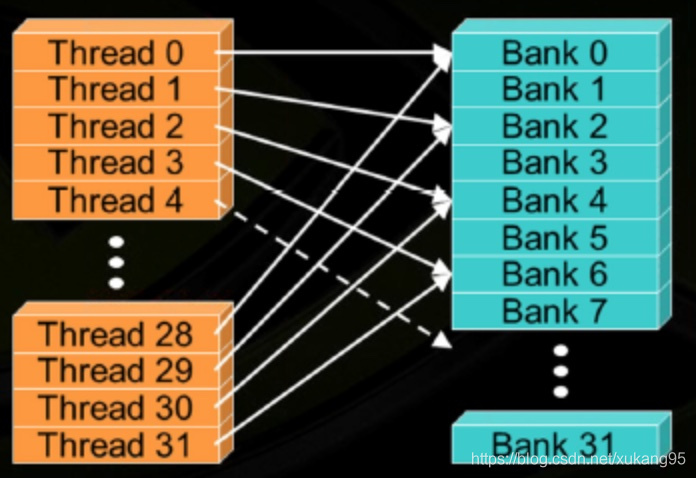 Thread 0
Thread 1
Thread 2
Thread 3
Thread 4
Thread 28
Thread 29
Thread 30
Thread 31
Bank 0
Bank 1
Bank 2
Bank 3
Bank 4
Bank 5
Bank 6
Bank 7
Bank 31
https://blog.csdn.net/xukang95